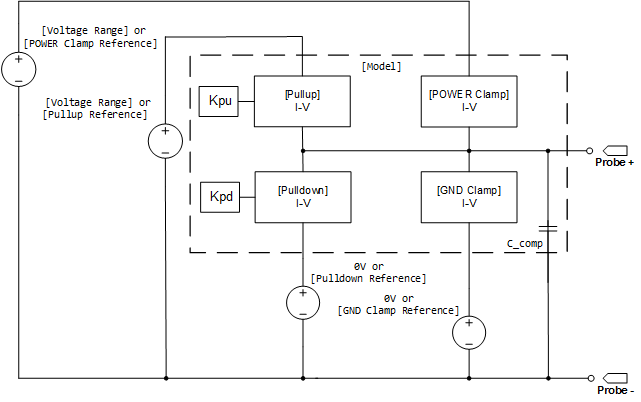 [Voltage Range] or
[POWER Clamp Reference]
+
−
[Voltage Range] or
[Pullup Reference]
+
−
[Model]
Kpu
[Pullup]
I-V
[POWER Clamp]
I-V
Probe +
Kpd
[Pulldown]
I-V
[GND Clamp]
I-V
C_comp
0V or
[Pulldown Reference]
+
−
0V or
[GND Clamp Reference]
+
−
Probe -